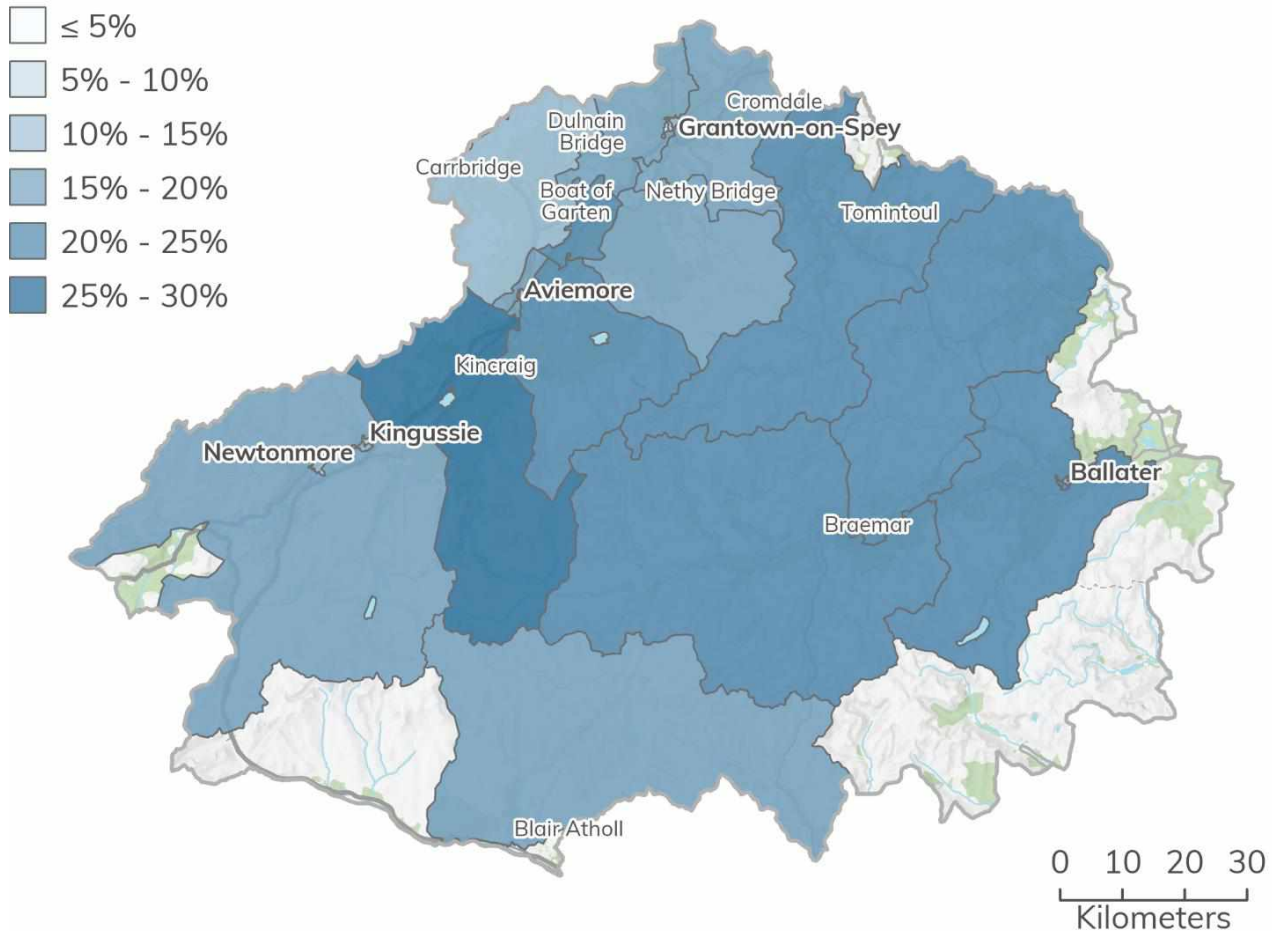 ≤ 5%
5% - 10%
10% - 15%
15% - 20%
20% - 25%
25% - 30%
Cromdale
Dulnain
Bridge
Grantown-on-Spey
Carrbridge
Boat of
Garten
Nethy Bridge
Tomintoul
Aviemore
Kincraig
Kingussie
Newtonmore
Ballater
Braemar
Blair Atholl
0 10 20 30
Kilometers